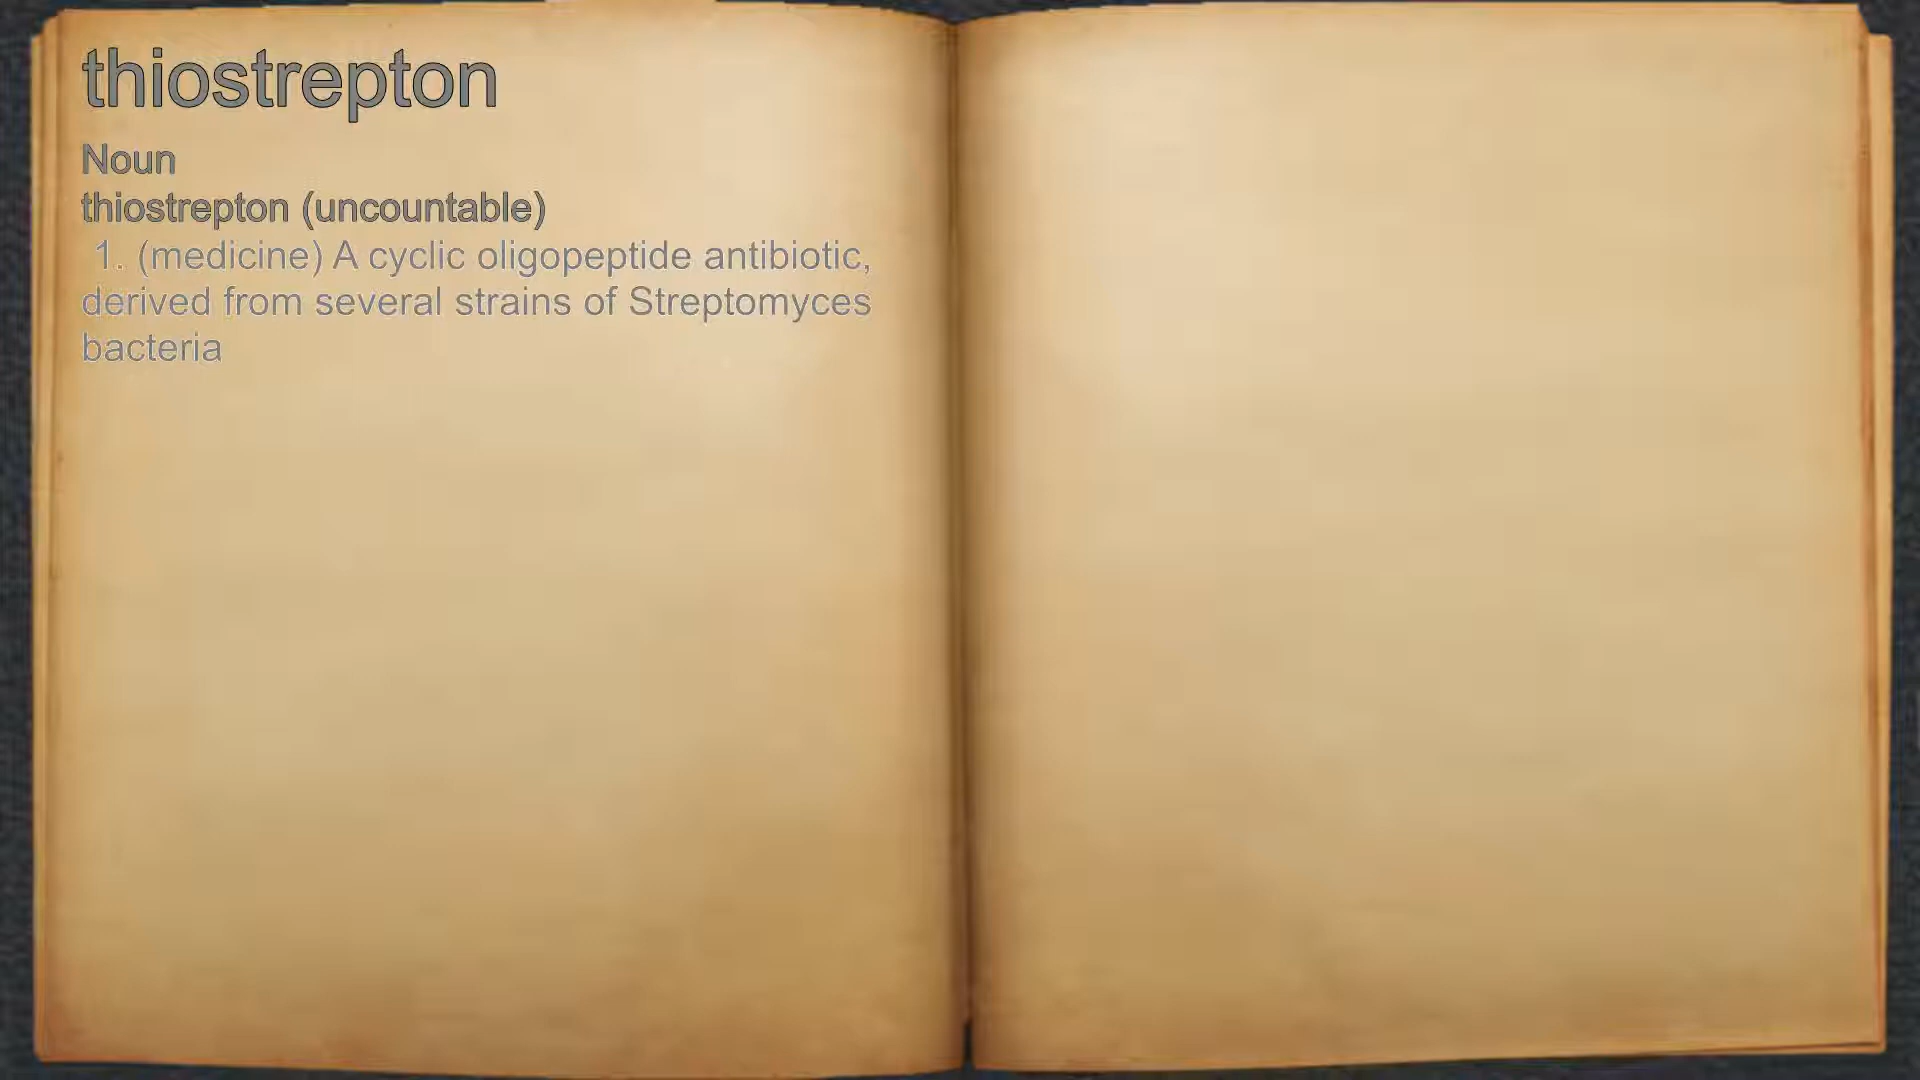 thiostrepton
Noun
thiostrepton (uncountable)
1. (medicine) A cyclic oligopeptide antibiotic,
derived from several strains of Streptomyces
bacteria